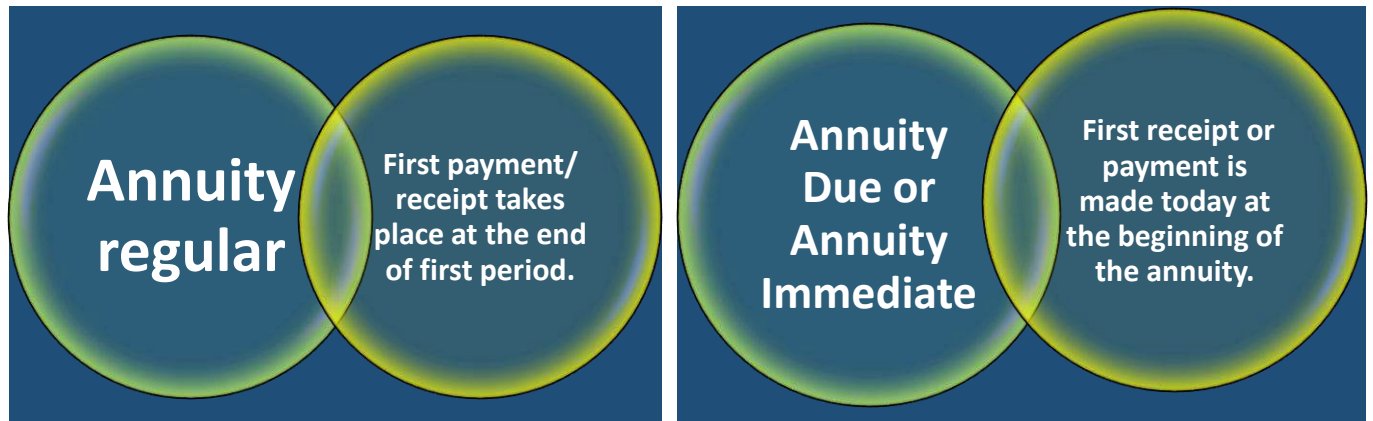 Annuity
regular
First payment/
receipt takes
place at the end
of first period.
Annuity
Due or
Annuity
Immediate
First receipt or
payment is
made today at
the beginning of
the annuity.